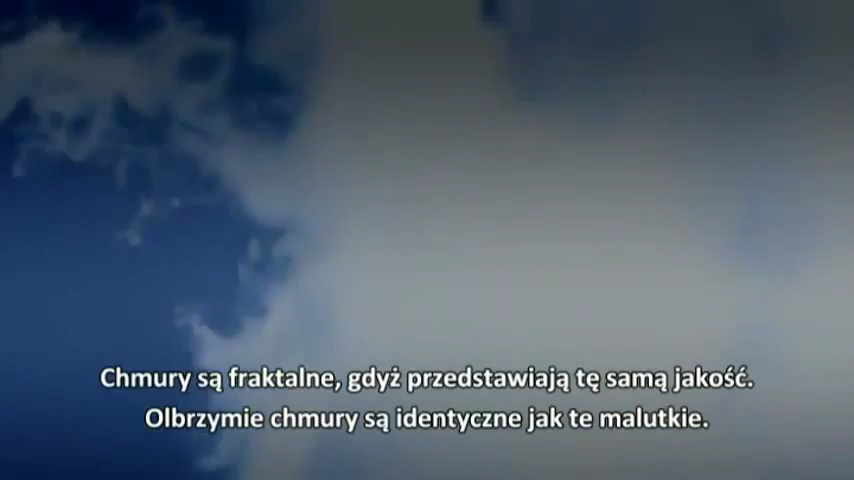 Chmury są fraktalne, gdyż przedstawiają tę samą jakość.
Olbrzymie chmury są identyczne jak te malutkie.